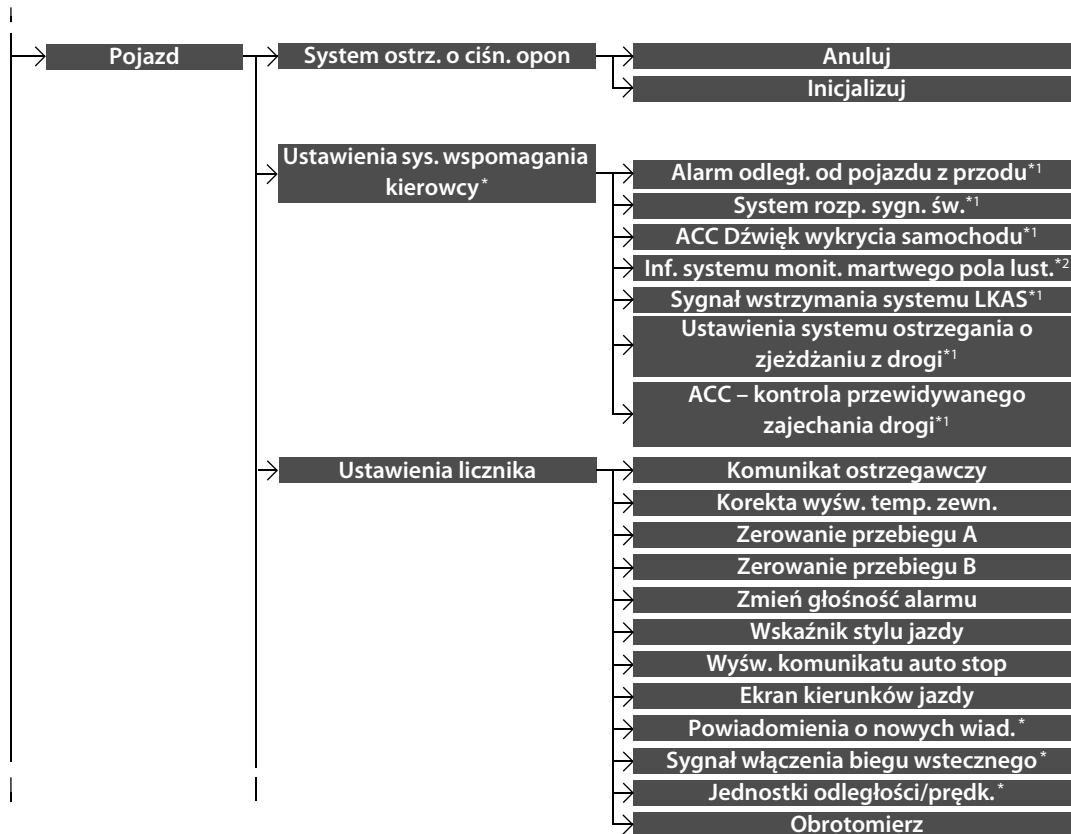 Pojazd
System ostrz. o ciśn. opon
Anuluj
Inicjalizuj
Ustawienia sys. wspomagania
kierowcy*
Alarm odległ. od pojazdu z przodu*1
System rozp. sygn. św.*1
ACC Dźwięk wykrycia samochodu*1
Inf. systemu monit. martwego pola lust.*2
Sygnał wstrzymania systemu LKAS*1
Ustawienia systemu ostrzegania o
zjeżdżaniu z drogi*1
ACC – kontrola przewidywanego
zajechania drogi*1
Ustawienia licznika
Komunikat ostrzegawczy
Korekta wyśw. temp. zewn.
Zerowanie przebiegu A
Zerowanie przebiegu B
Zmień głośność alarmu
Wskaźnik stylu jazdy
Wyśw. komunikatu auto stop
Ekran kierunków jazdy
Powiadomienia o nowych wiad.*
Sygnał włączenia biegu wstecznego*
Jednostki odległości/prędk.*
Obrotomierz